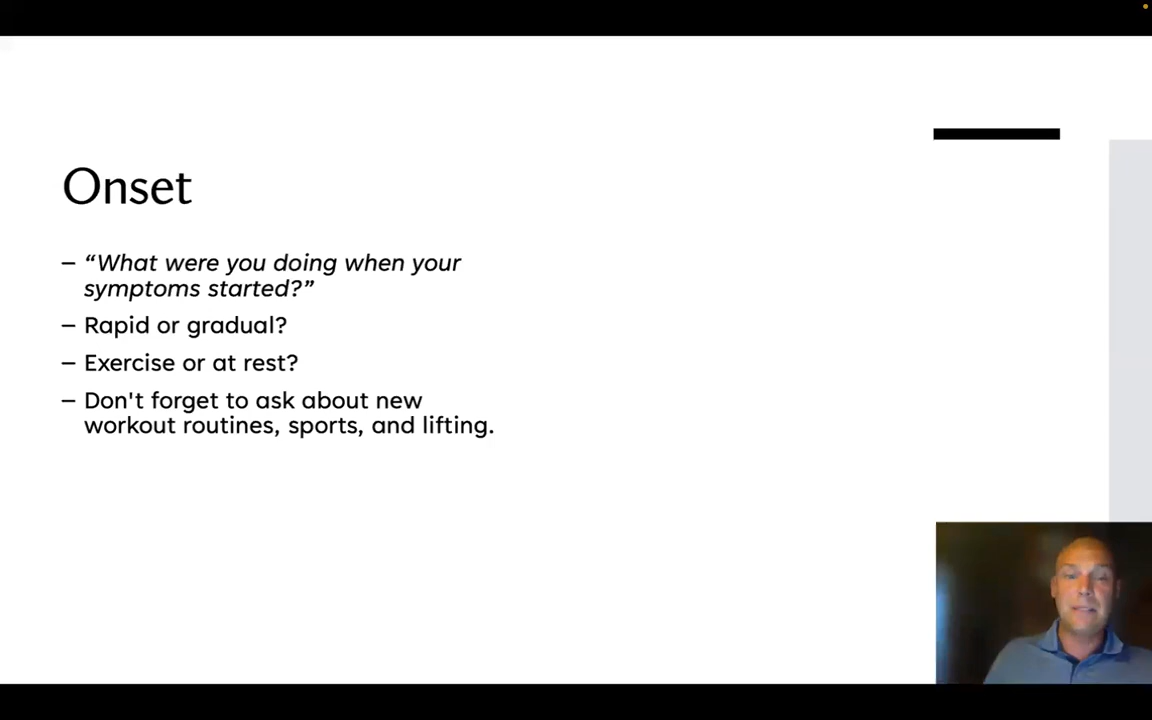 Onset
– “What were you doing when your
symptoms started?”
– Rapid or gradual?
– Exercise or at rest?
– Don't forget to ask about new
workout routines, sports, and lifting.